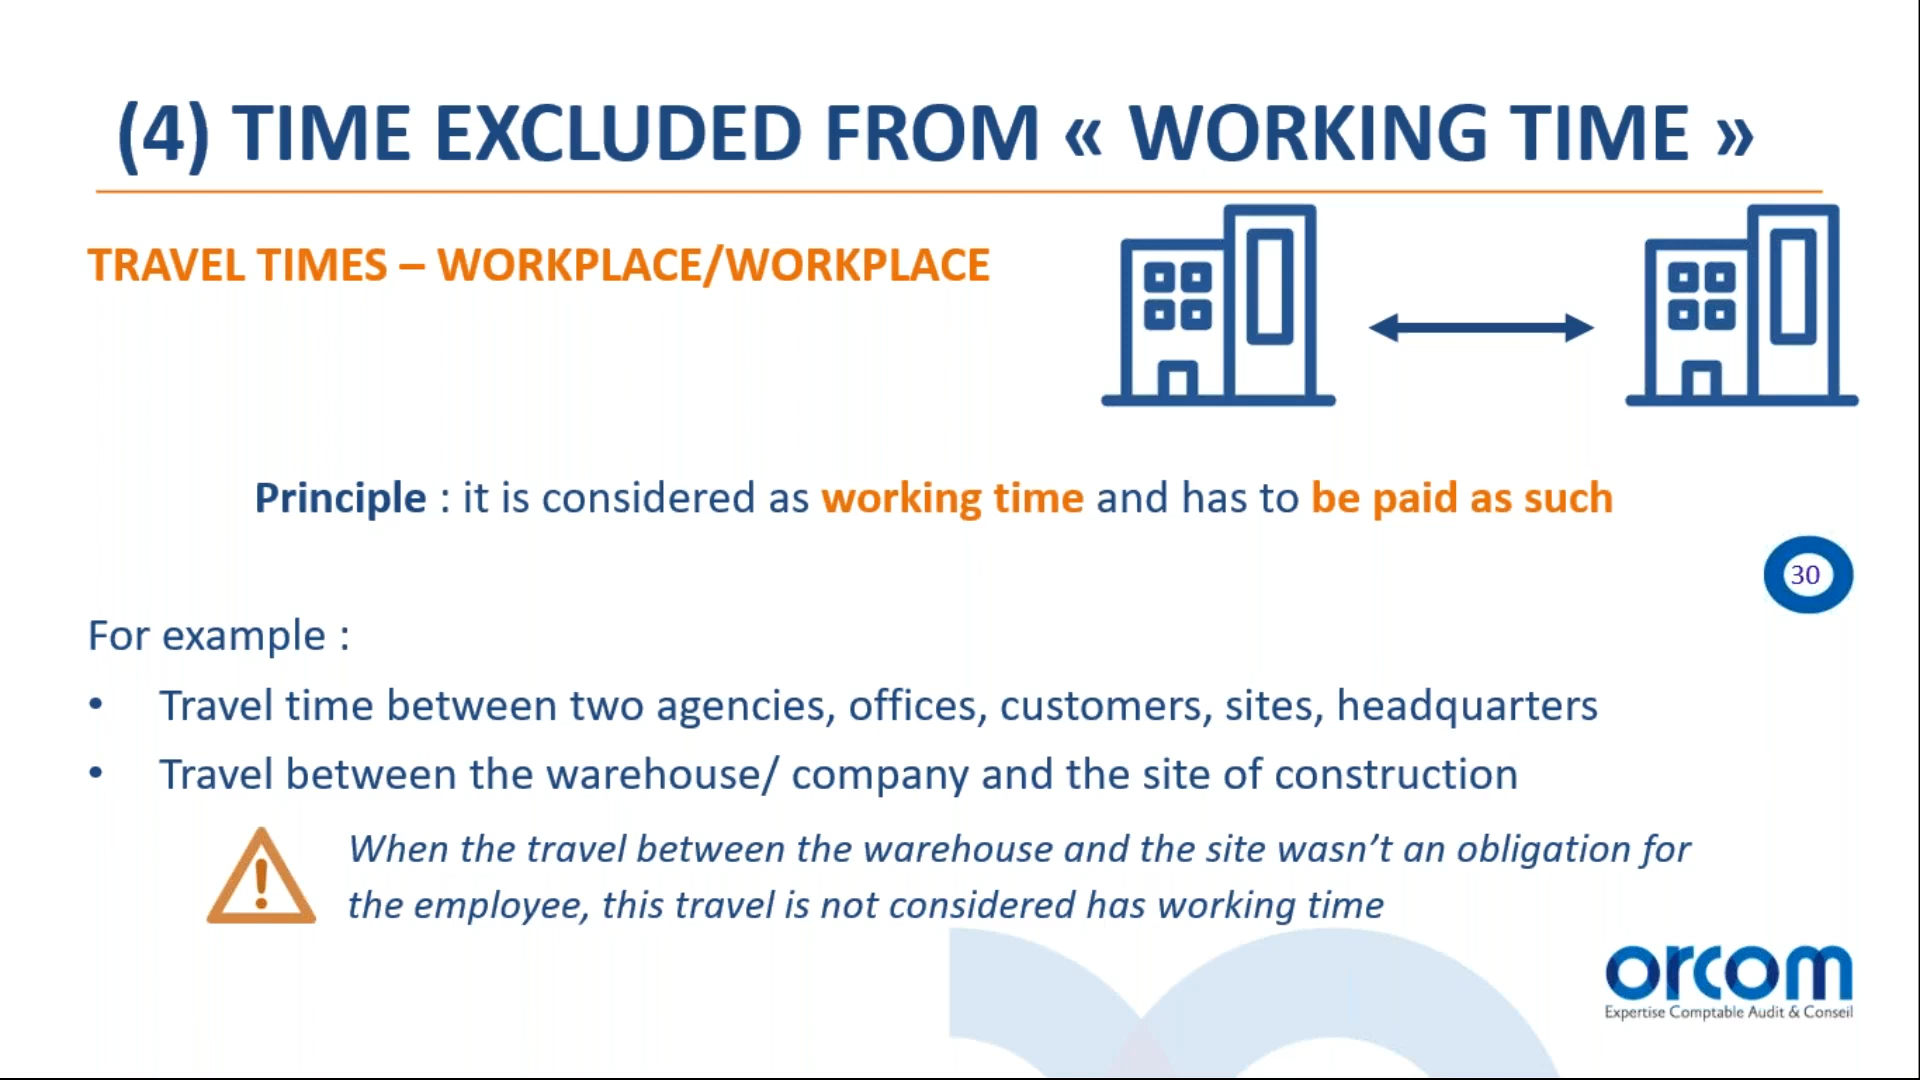 (4) TIME EXCLUDED FROM « WORKING TIME »
TRAVEL TIMES – WORKPLACE/WORKPLACE
Principle : it is considered as working time and has to be paid as such
30
For example :
• Travel time between two agencies, offices, customers, sites, headquarters
• Travel between the warehouse/ company and the site of construction
When the travel between the warehouse and the site wasn’t an obligation for
the employee, this travel is not considered has working time
orcom
Expertise Comptable Audit & Conseil